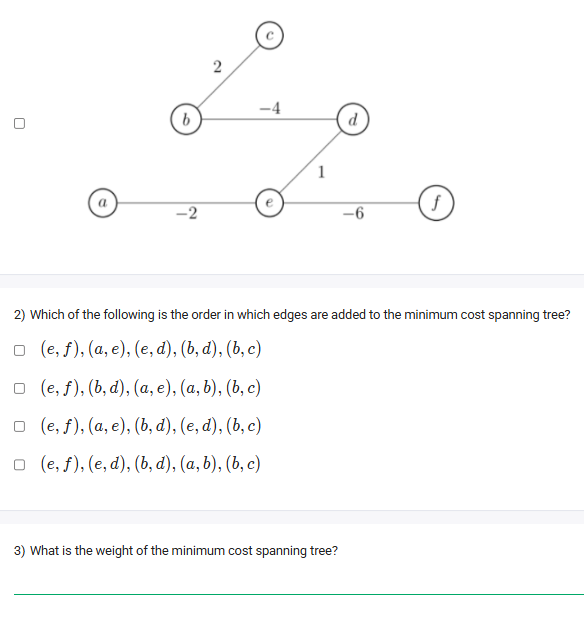 c
2
b
−4
d
1
a
−2
e
−6
f
2) Which of the following is the order in which edges are added to the minimum cost spanning tree?
(e, f), (a, e), (e, d), (b, d), (b, c)
(e, f), (b, d), (a, e), (a, b), (b, c)
(e, f), (a, e), (b, d), (e, d), (b, c)
(e, f), (e, d), (b, d), (a, b), (b, c)
3) What is the weight of the minimum cost spanning tree?